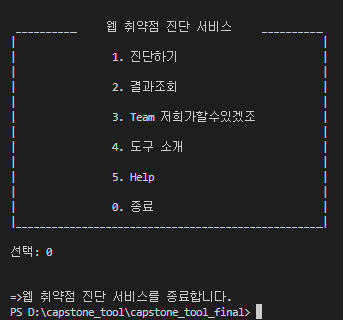 __________ 웹 취약점 진단 서비스 __________
1. 진단하기
2. 결과조회
3. Team 저희가할수있겠조
4. 도구 소개
5. Help
0. 종료
선택: 0
=>웹 취약점 진단 서비스를 종료합니다.
PS D:\capstone_tool\capstone_tool_final>